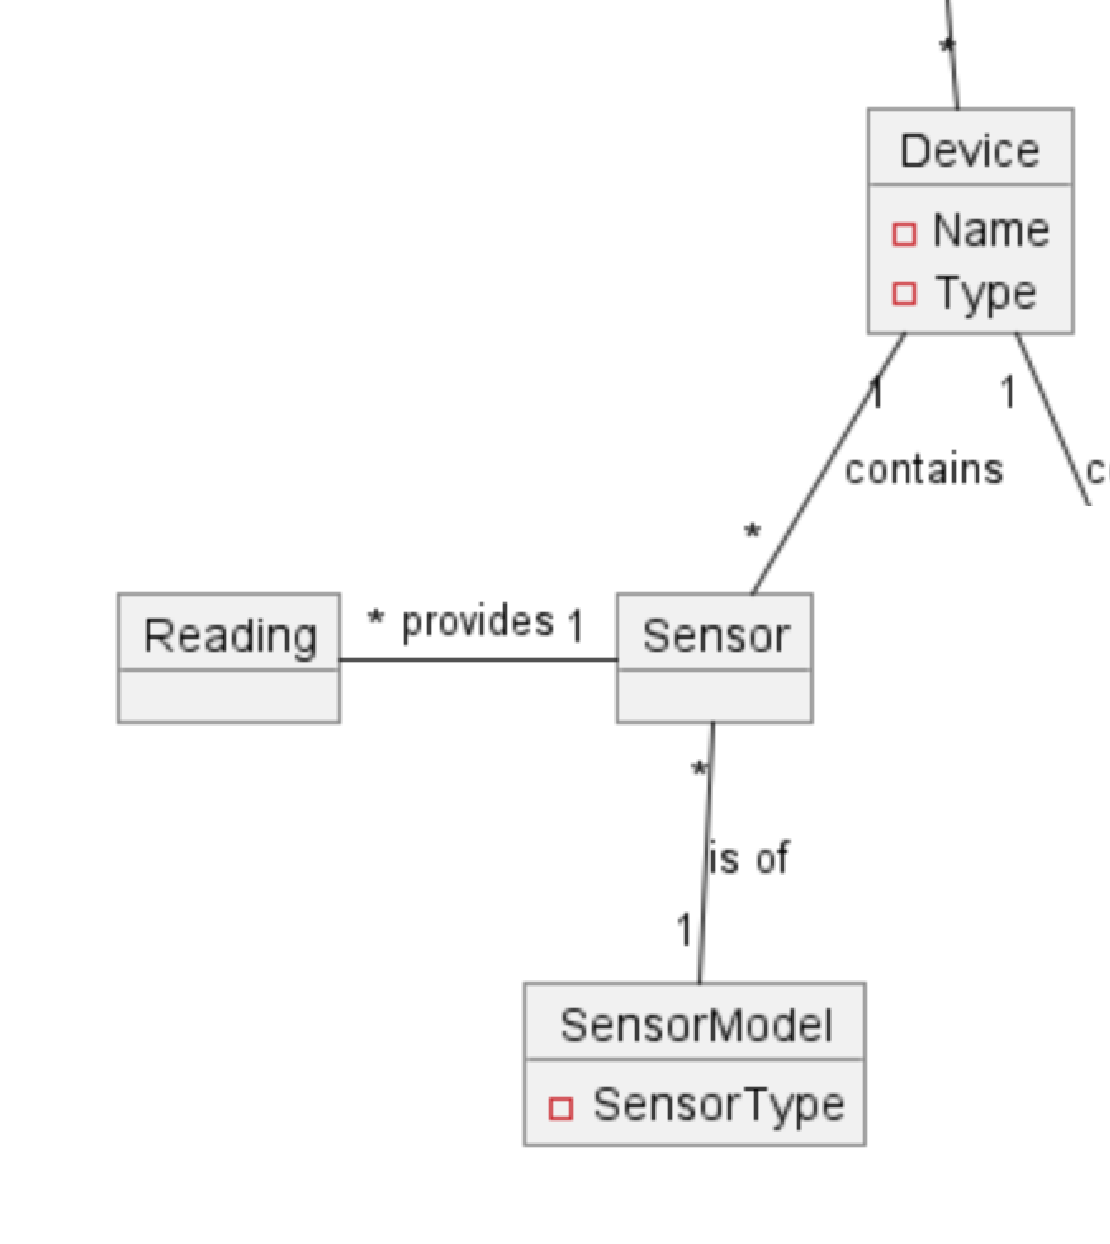 *
Device
Name
Type
1
1
contains
*
Reading
* provides 1
Sensor
*
is of
1
SensorModel
SensorType